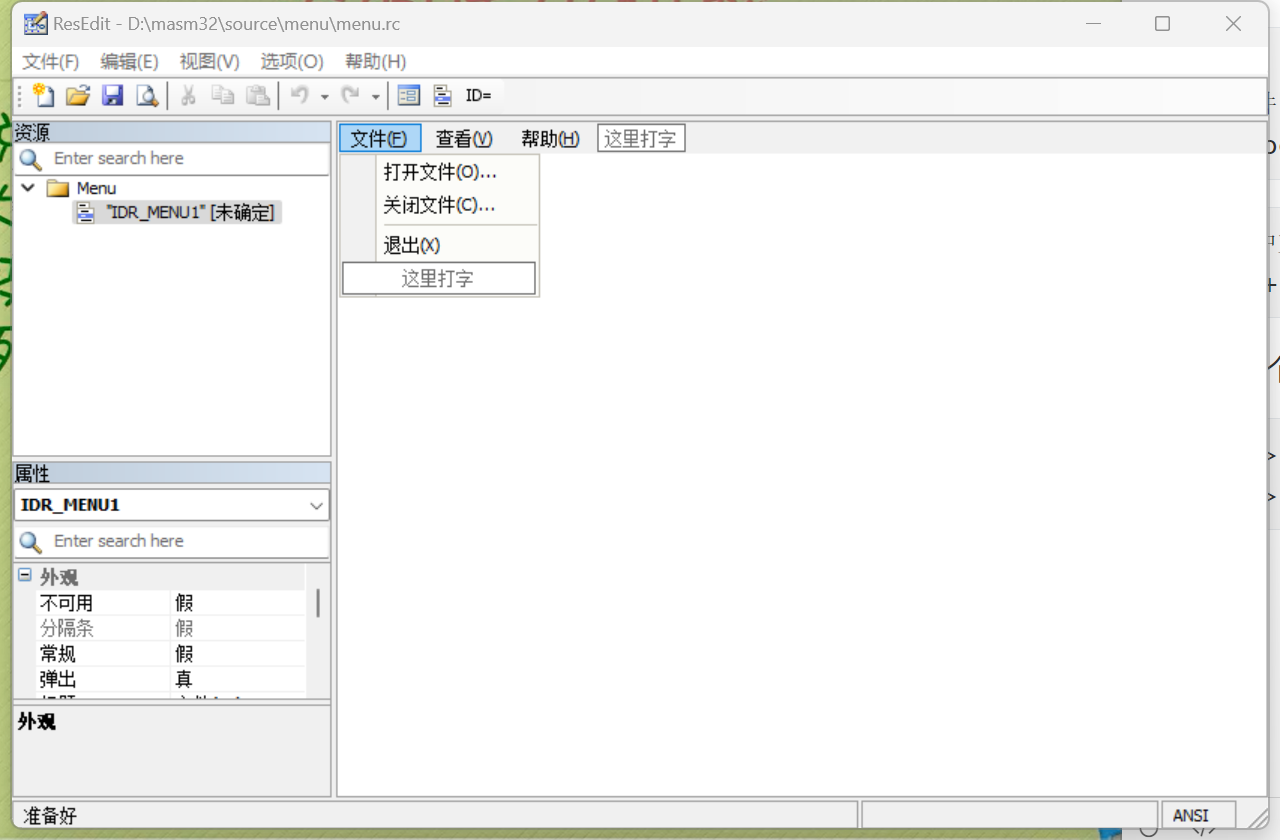 ResEdit - D:\masm32\source\menu\menu.rc
文件(F) 编辑(E) 视图(V) 选项(O) 帮助(H)
ID=
资源
Enter search here
Menu
"IDR_MENU1" [未确定]
文件(F) 查看(V) 帮助(H) 这里打字
打开文件(O)...
关闭文件(C)...
退出(X)
这里打字
属性
IDR_MENU1
Enter search here
外观
不可用 假
分隔条 假
常规 假
弹出 真
外观
准备好
ANSI